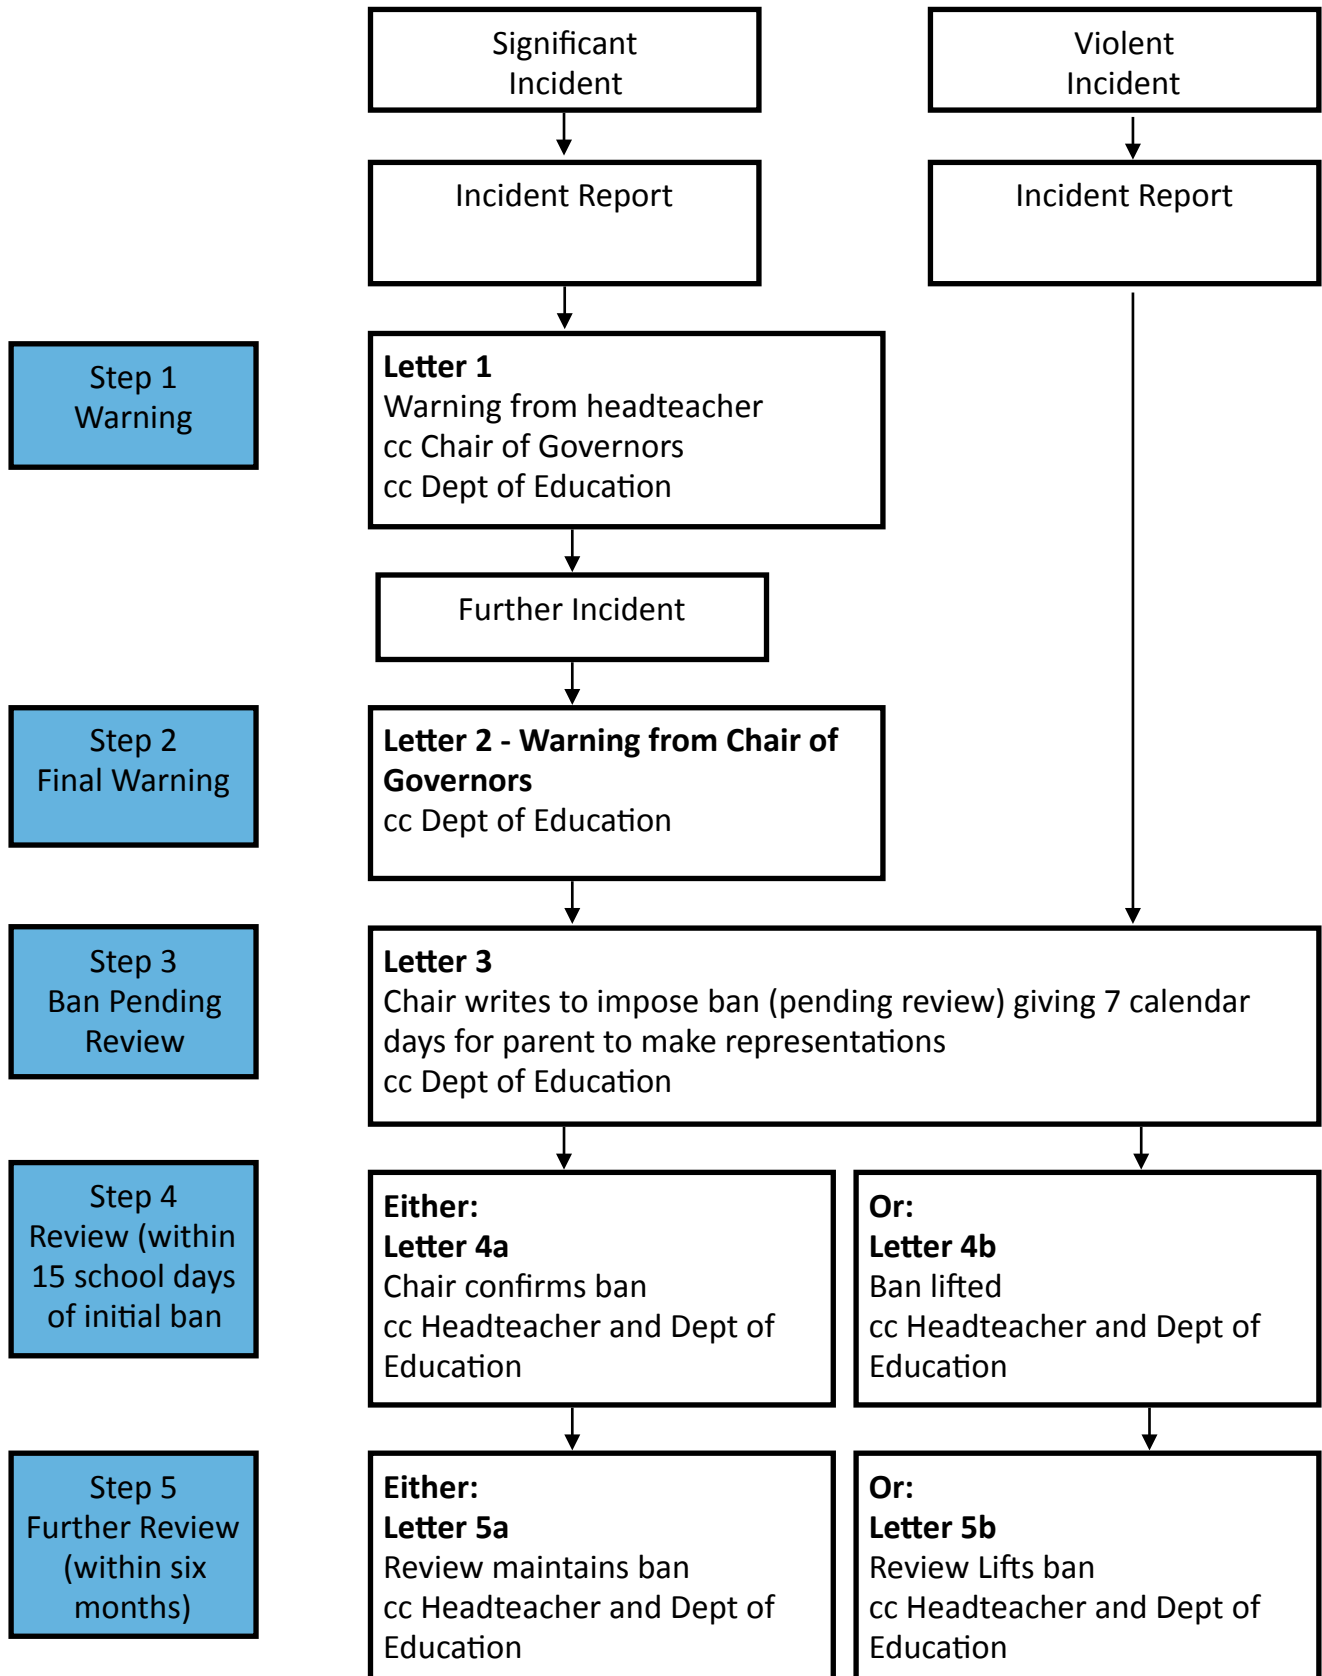 Significant
Incident
Violent
Incident
Incident Report
Incident Report
Step 1
Warning
Letter 1
Warning from headteacher
cc Chair of Governors
cc Dept of Education
Further Incident
Step 2
Final Warning
Letter 2 - Warning from Chair of
Governors
cc Dept of Education
Step 3
Ban Pending
Review
Letter 3
Chair writes to impose ban (pending review) giving 7 calendar
days for parent to make representations
cc Dept of Education
Step 4
Review (within
15 school days
of initial ban
Either:
Letter 4a
Chair confirms ban
cc Headteacher and Dept of
Education
Or:
Letter 4b
Ban lifted
cc Headteacher and Dept of
Education
Step 5
Further Review
(within six
months)
Either:
Letter 5a
Review maintains ban
cc Headteacher and Dept of
Education
Or:
Letter 5b
Review Lifts ban
cc Headteacher and Dept of
Education